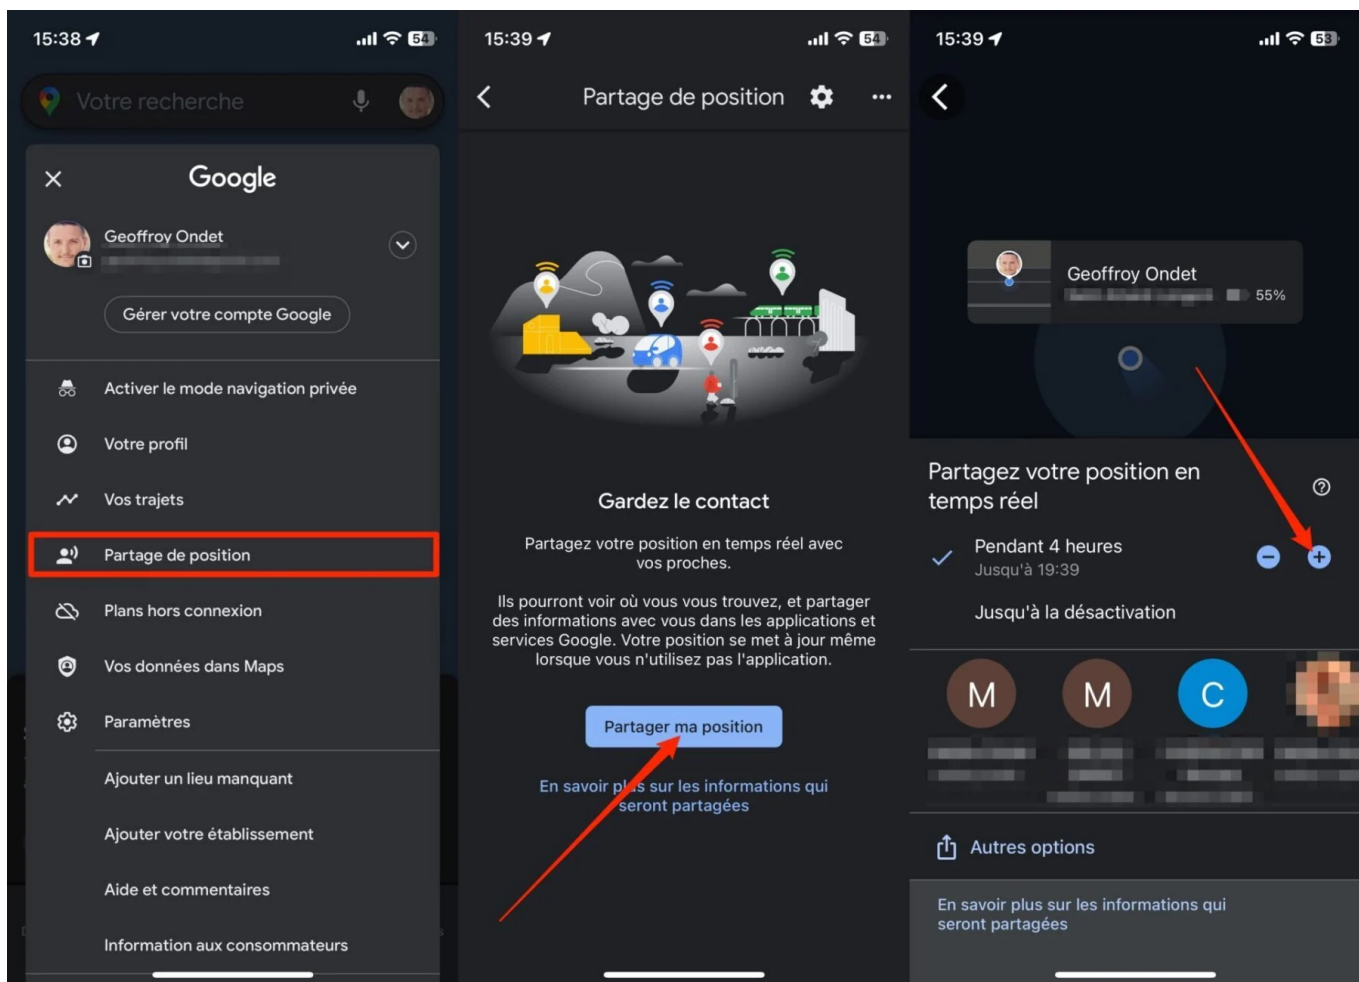 15:38
54
Votre recherche
Google
Geoffroy Ondet
Gérer votre compte Google
Activer le mode navigation privée
Votre profil
Vos trajets
Partage de position
Plans hors connexion
Vos données dans Maps
Paramètres
Ajouter un lieu manquant
Ajouter votre établissement
Aide et commentaires
Information aux consommateurs
15:39
54
Partage de position
Gardez le contact
Partagez votre position en temps réel avec
vos proches.
Ils pourront voir où vous vous trouvez, et partager
des informations avec vous dans les applications et
services Google. Votre position se met à jour même
lorsque vous n'utilisez pas l'application.
Partager ma position
En savoir plus sur les informations qui
seront partagées
15:39
53
Geoffroy Ondet
55%
Partagez votre position en
temps réel
Pendant 4 heures
Jusqu'à 19:39
Jusqu'à la désactivation
M
M
C
Autres options
En savoir plus sur les informations qui
seront partagées